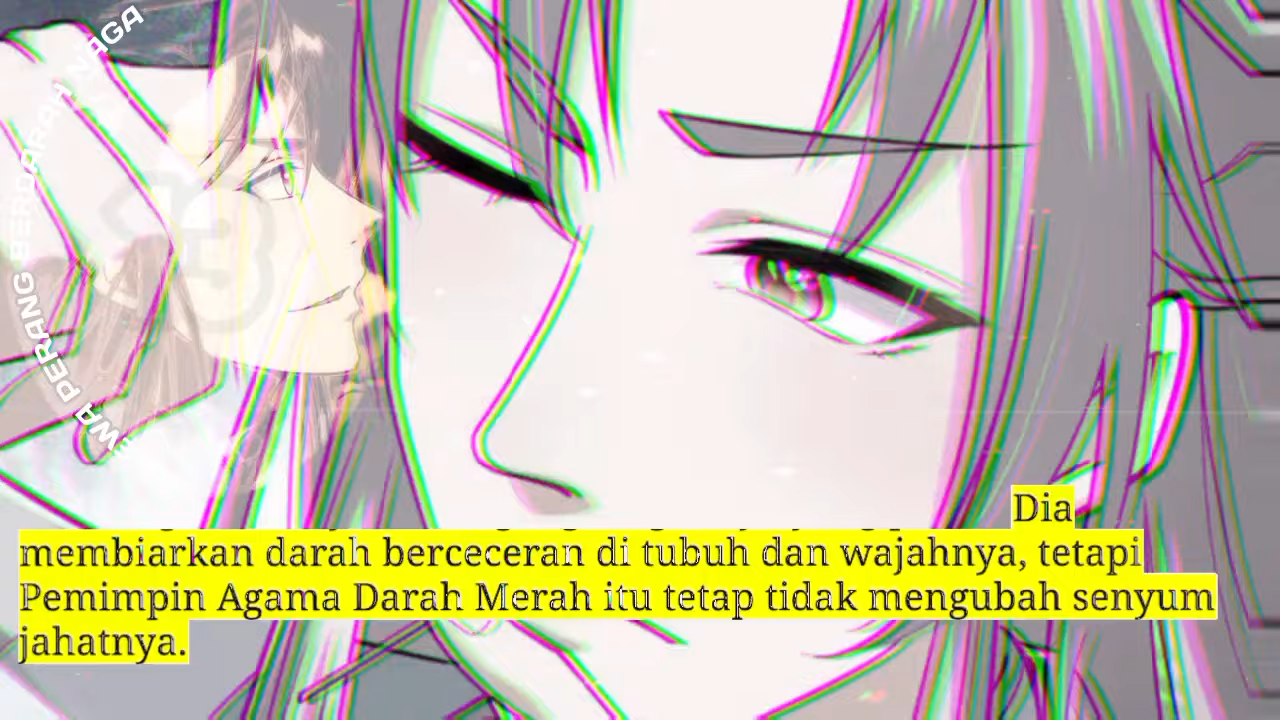 WA PERANG BERDARAH NAGA
Dia
membiarkan darah berceceran di tubuh dan wajahnya, tetapi
Pemimpin Agama Darah Merah itu tetap tidak mengubah senyum
jahatnya.